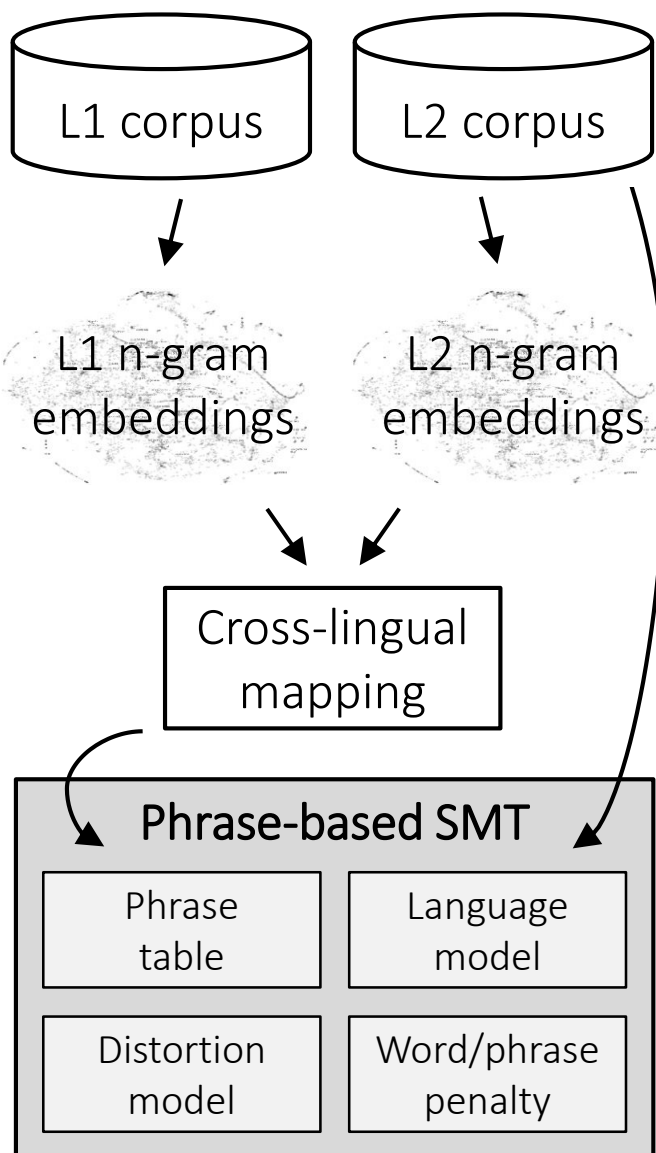 L1 corpus
L2 corpus
L1 n-gram
embeddings
L2 n-gram
embeddings
Cross-lingual
mapping
Phrase-based SMT
Phrase
table
Language
model
Distortion
model
Word/phrase
penalty